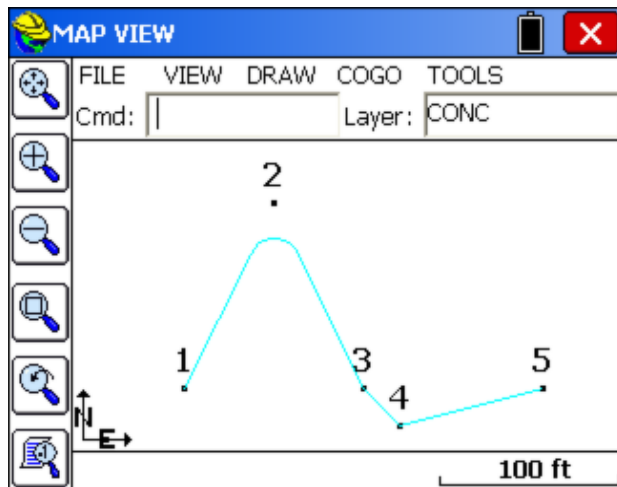 MAP VIEW
FILE VIEW DRAW COGO TOOLS
Cmd: Layer: CONC
2
1 3 4 5
N
E
100 ft